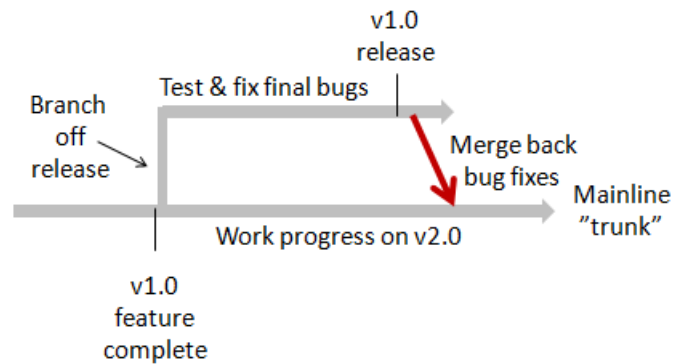 v1.0
release
Test & fix final bugs
Branch
off
release
Merge back
bug fixes
Mainline
”trunk”
Work progress on v2.0
v1.0
feature
complete